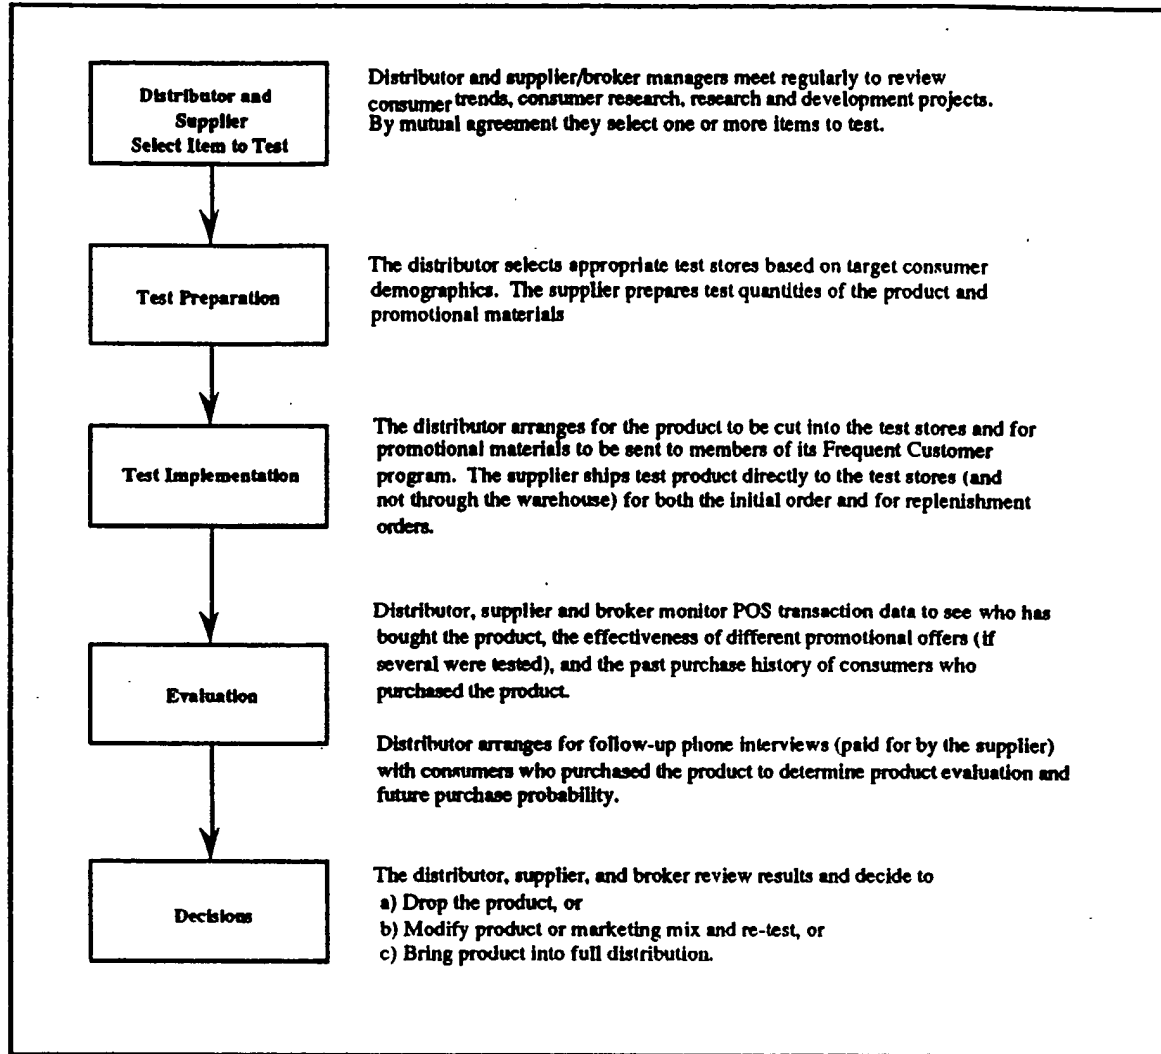 Distributor and
Supplier
Select Item to Test
Distributor and supplier/broker managers meet regularly to review
consumer trends, consumer research, research and development projects.
By mutual agreement they select one or more items to test.
Test Preparation
The distributor selects appropriate test stores based on target consumer
demographics. The supplier prepares test quantities of the product and
promotional materials
Test Implementation
The distributor arranges for the product to be cut into the test stores and for
promotional materials to be sent to members of its Frequent Customer
program. The supplier ships test product directly to the test stores (and
not through the warehouse) for both the initial order and for replenishment
orders.
Evaluation
Distributor, supplier and broker monitor POS transaction data to see who has
bought the product, the effectiveness of different promotional offers (if
several were tested), and the past purchase history of consumers who
purchased the product.
Distributor arranges for follow-up phone interviews (paid for by the supplier)
with consumers who purchased the product to determine product evaluation and
future purchase probability.
Decisions
The distributor, supplier, and broker review results and decide to
a) Drop the product, or
b) Modify product or marketing mix and re-test, or
c) Bring product into full distribution.